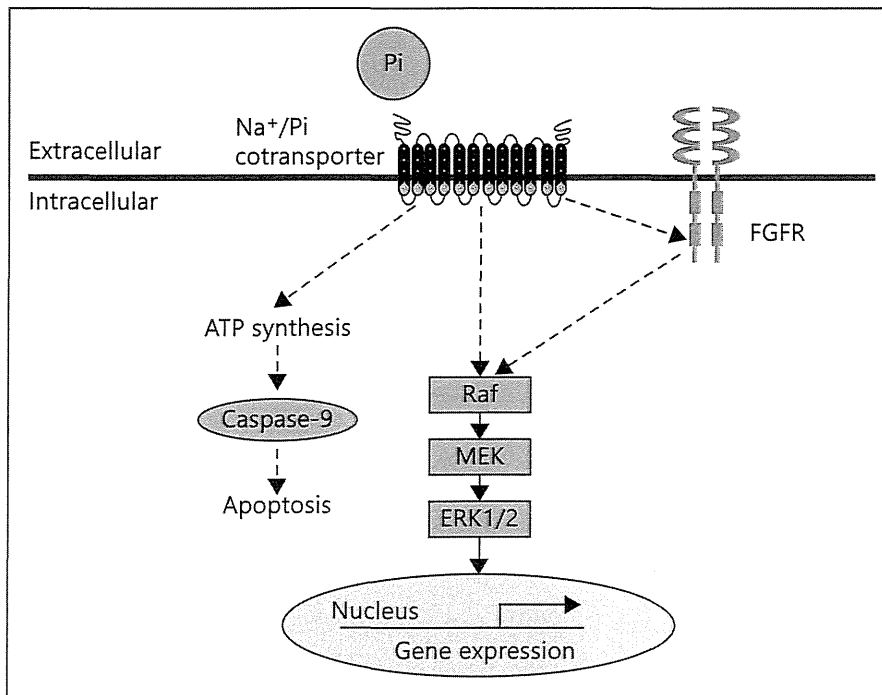 Pi
Na⁺/Pi
cotransporter
Extracellular
Intracellular
FGFR
ATP synthesis
Raf
Caspase-9
MEK
Apoptosis
ERK1/2
Nucleus
Gene expression